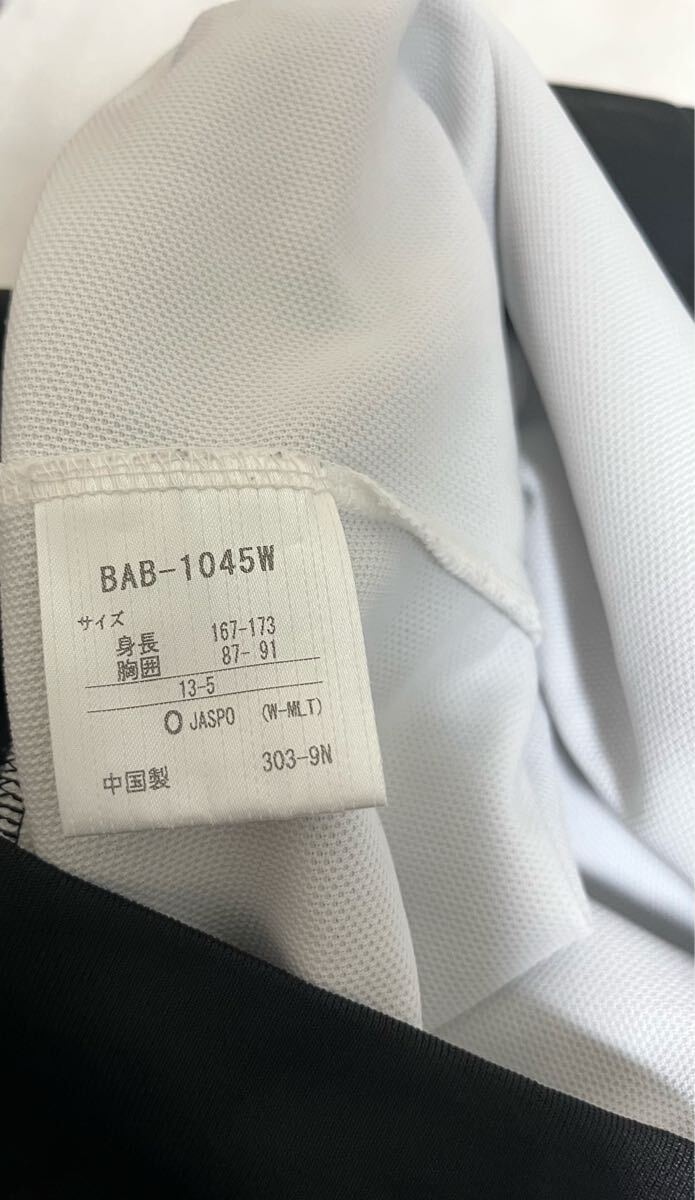 BAB-1045W
サイズ
身長 167-173
胸囲 87-91
13-5
O JASPO (W-MLT)
中国製 303-9N